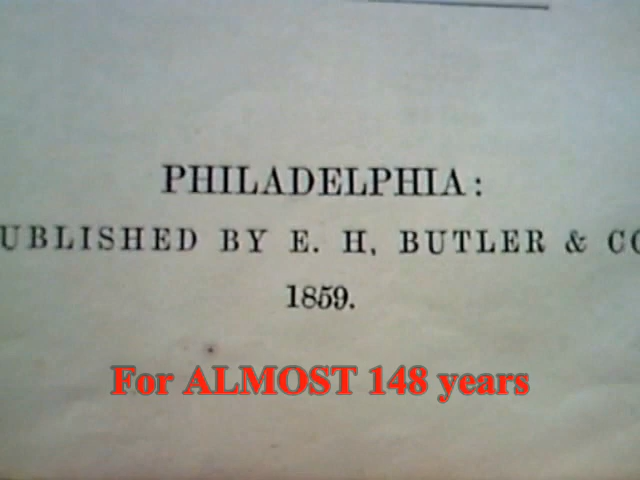 PHILADELPHIA:
UBLISHED BY E. H. BUTLER & CO
1859.
For ALMOST 148 years